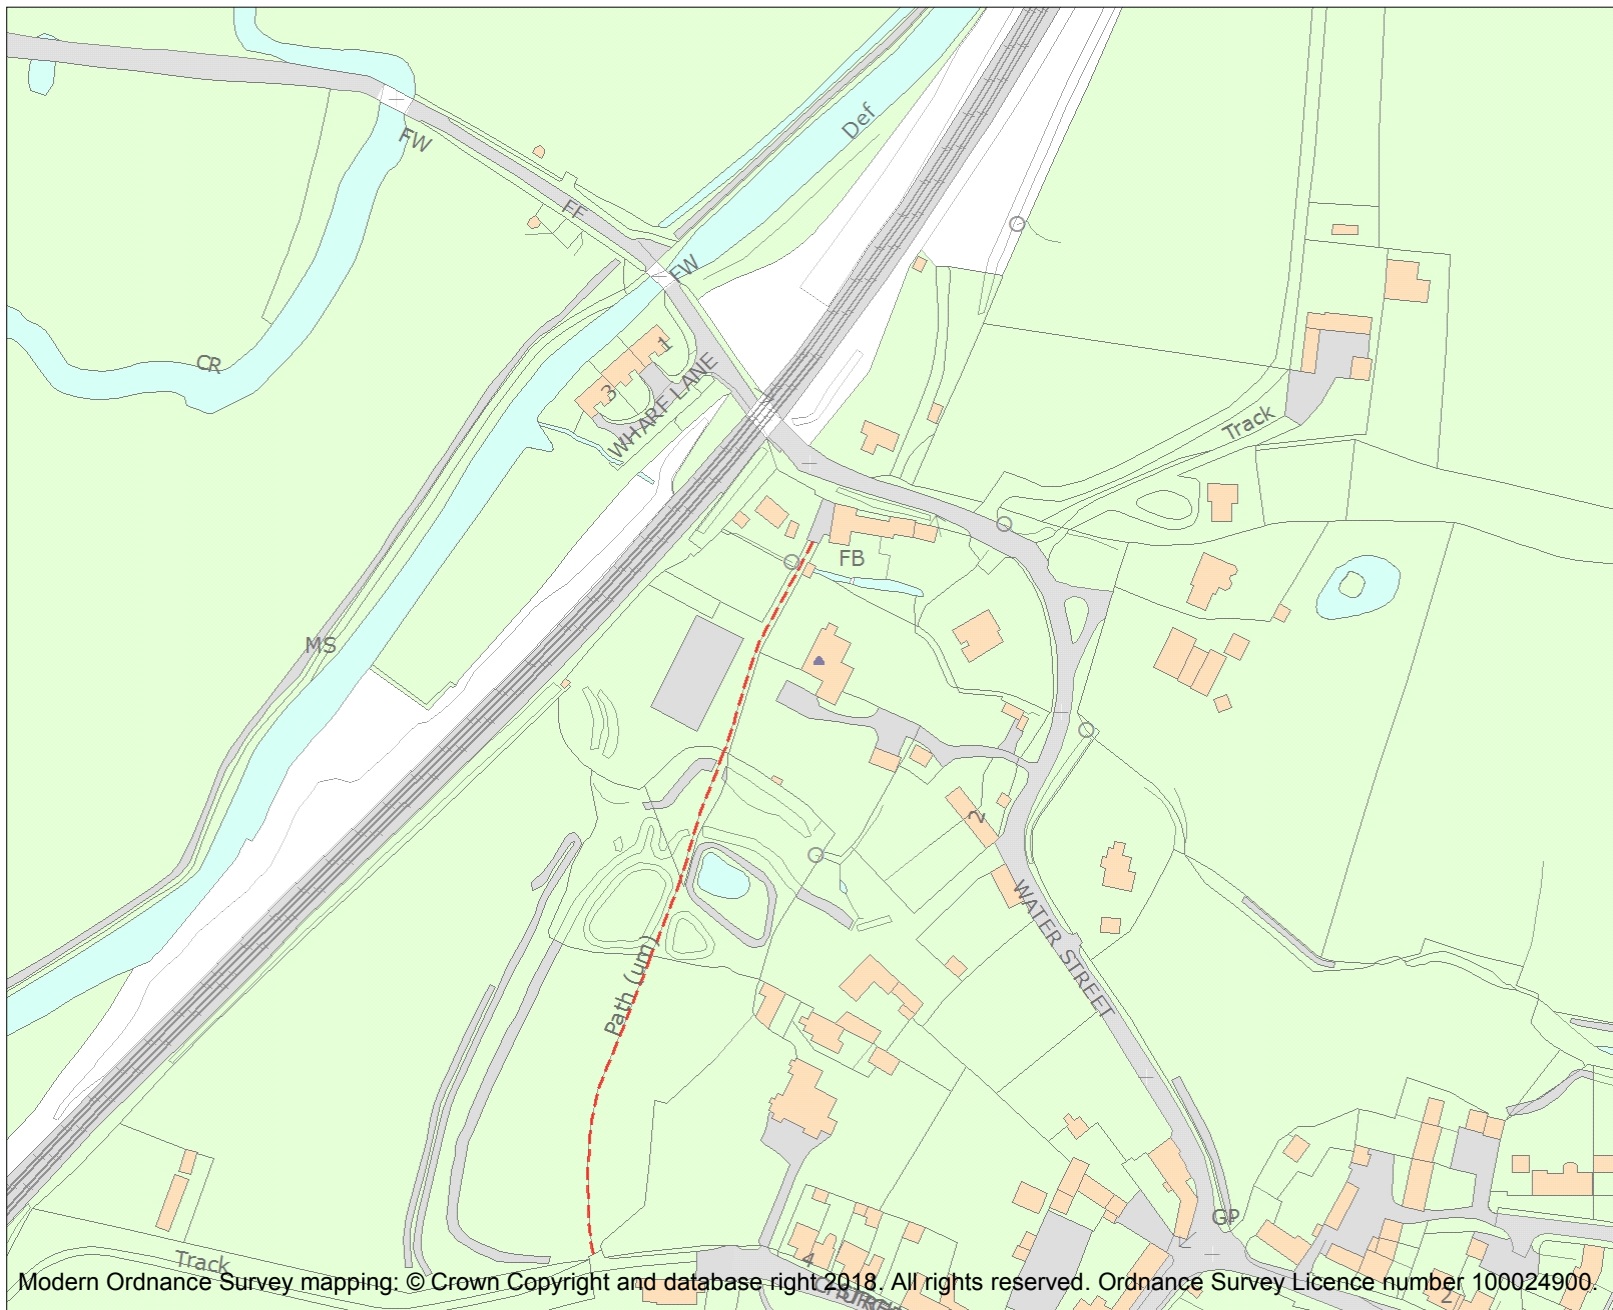 Def
FW
FF
FW
CR
1
3
WHARF LANE
Track
FB
MS
2
WATER STREET
Path (um)
GP
Track
4
2
Modern Ordnance Survey mapping: © Crown Copyright and database right 2018. All rights reserved. Ordnance Survey Licence number 100024900.